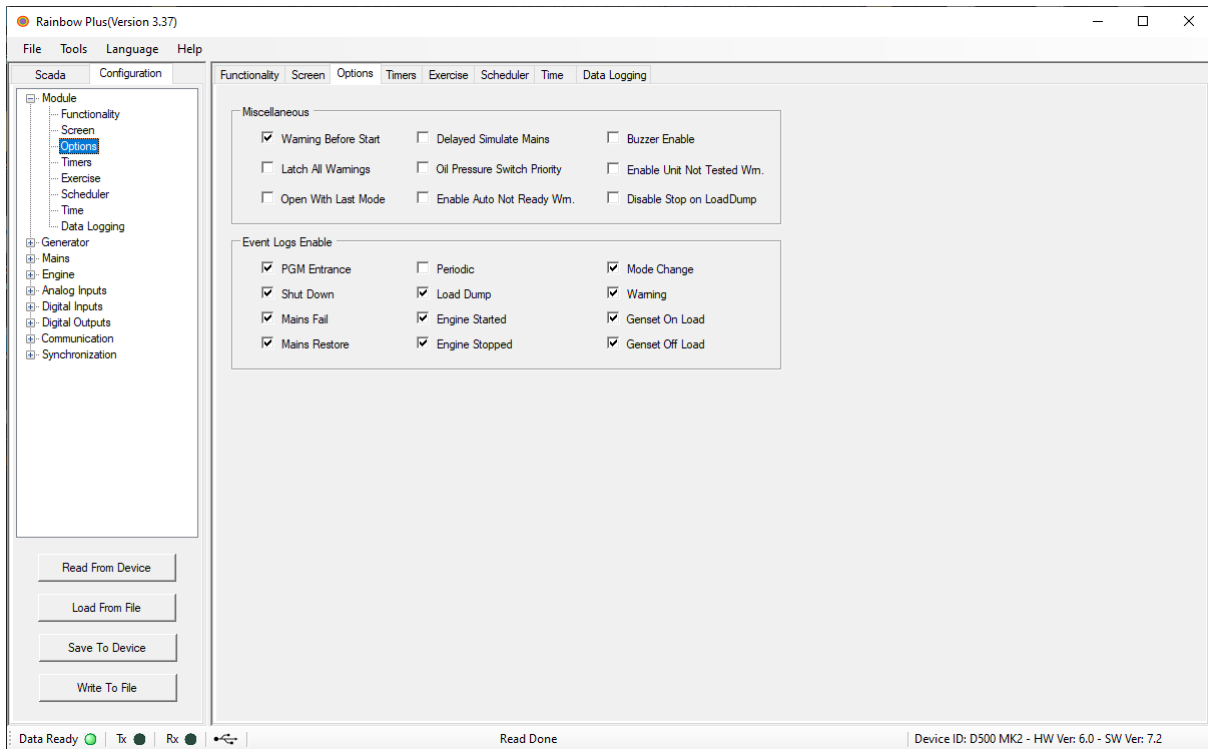 Rainbow Plus(Version 3.37)
File Tools Language Help
Scada Configuration
Module
Functionality
Screen
Options
Timers
Exercise
Scheduler
Time
Data Logging
Generator
Mains
Engine
Analog Inputs
Digital Inputs
Digital Outputs
Communication
Synchronization
Read From Device
Load From File
Save To Device
Write To File
Functionality Screen Options Timers Exercise Scheduler Time Data Logging
Miscellaneous
Warning Before Start Delayed Simulate Mains Buzzer Enable
Latch All Warnings Oil Pressure Switch Priority Enable Unit Not Tested Wrn.
Open With Last Mode Enable Auto Not Ready Wrn. Disable Stop on LoadDump
Event Logs Enable
PGM Entrance Periodic Mode Change
Shut Down Load Dump Warning
Mains Fail Engine Started Genset On Load
Mains Restore Engine Stopped Genset Off Load
Data Ready Tx Rx Read Done Device ID: D500 MK2 - HW Ver: 6.0 - SW Ver: 7.2